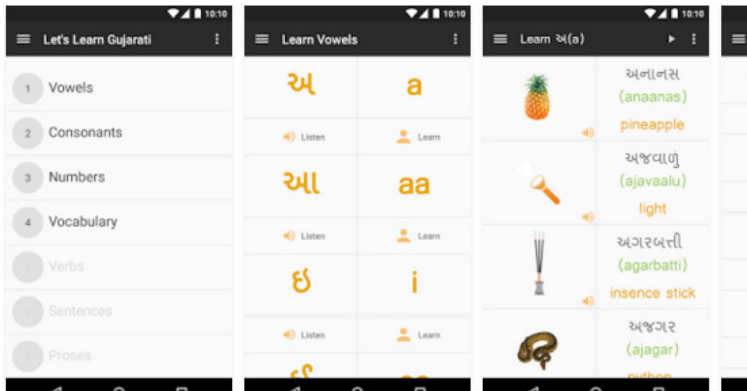 10:10
Let's Learn Gujarati
1 Vowels
2 Consonants
3 Numbers
4 Vocabulary
Verbs
Sentences
Proses
10:10
Learn Vowels
અ a
Listen Learn
આ aa
Listen Learn
ઇ i
Listen Learn
10:10
Learn અ(a)
અનાનસ
(anaanas)
pineapple
અજવાળું
(ajavaalu)
light
અગરબત્તી
(agarbatti)
insence stick
અજગર
(ajagar)
python